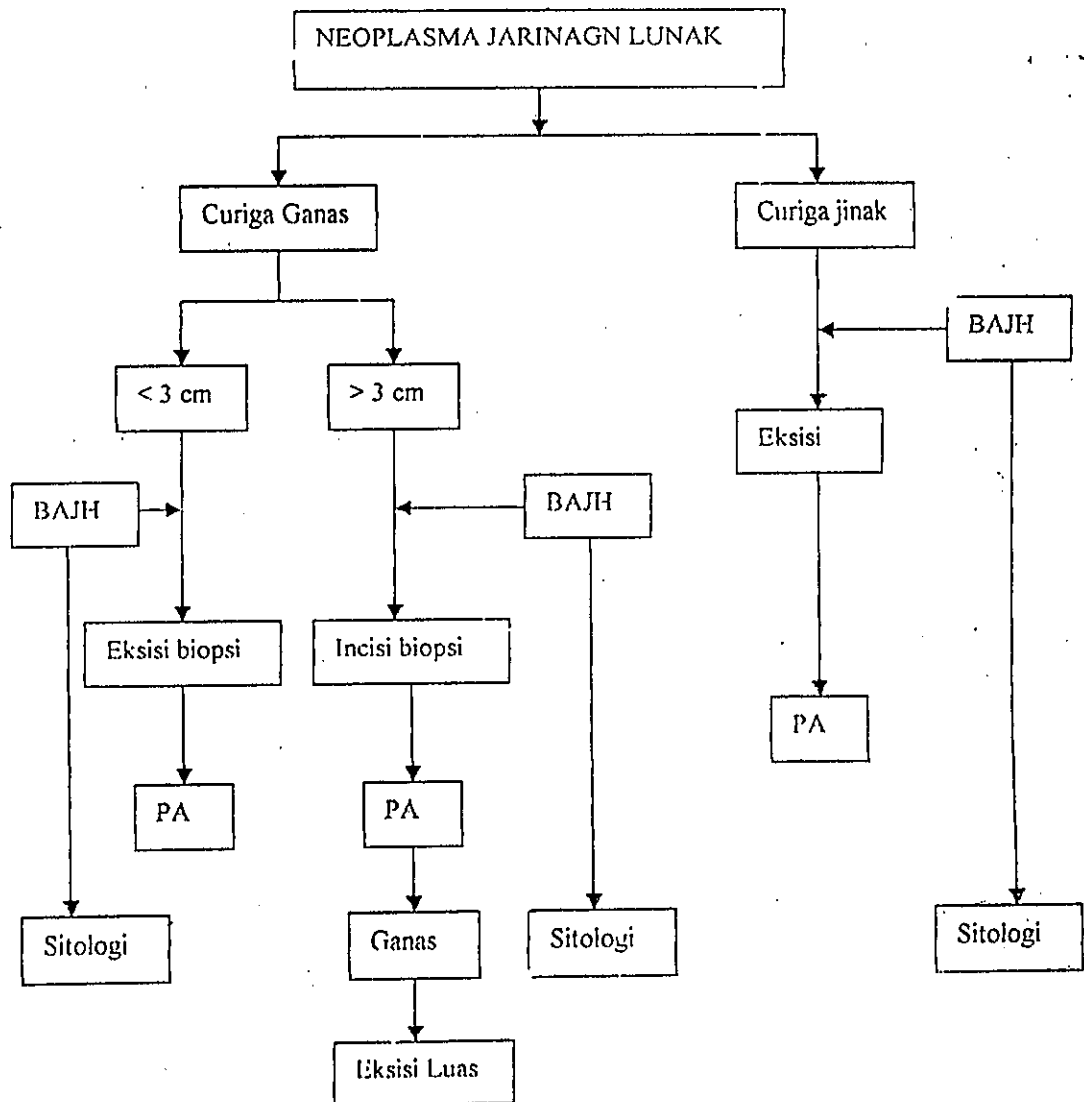 NEOPLASMA JARINAGN LUNAK
Curiga Ganas
Curiga jinak
BAJH
< 3 cm
> 3 cm
Eksisi
BAJH
BAJH
Eksisi biopsi
Incisi biopsi
PA
PA
PA
Sitologi
Ganas
Sitologi
Sitologi
Eksisi Luas